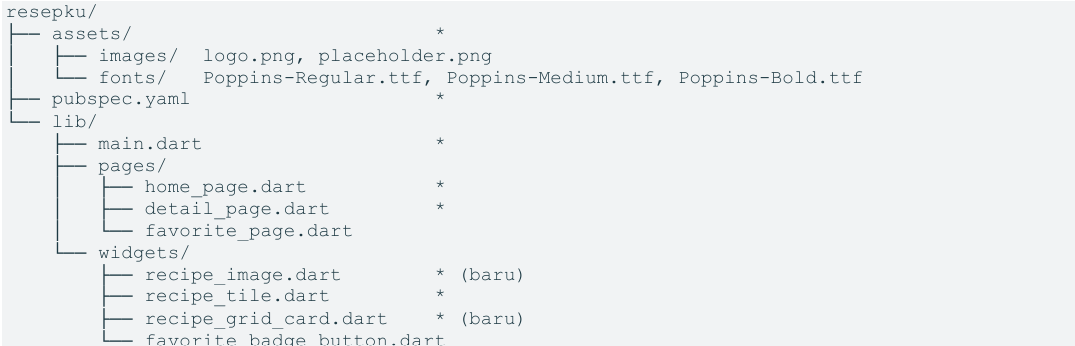 resepku/
├── assets/ *
│   ├── images/ logo.png, placeholder.png
│   └── fonts/ Poppins-Regular.ttf, Poppins-Medium.ttf, Poppins-Bold.ttf
├── pubspec.yaml *
└── lib/
    ├── main.dart *
    ├── pages/
    │   ├── home_page.dart *
    │   ├── detail_page.dart *
    │   └── favorite_page.dart
    └── widgets/
        ├── recipe_image.dart * (baru)
        ├── recipe_tile.dart *
        ├── recipe_grid_card.dart * (baru)
        └── favorite_badge_button.dart